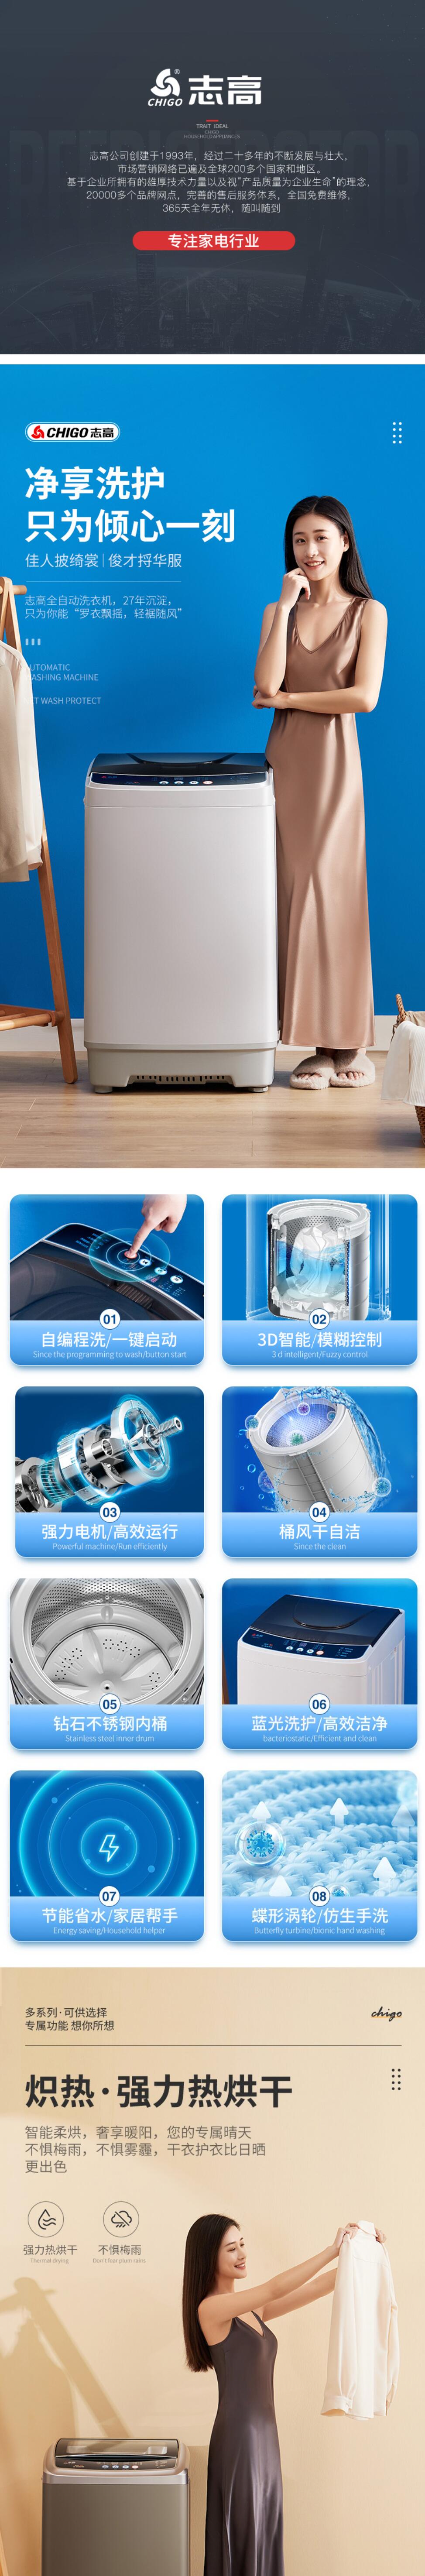 CHIGO 志高
TRAIT IDEAL
HOUSEHOLD APPLIANCES
志高公司创建于1993年，经过二十多年的不断发展与壮大，
市场营销网络已遍及全球200多个国家和地区。
基于企业所拥有的雄厚技术力量以及视"产品质量为企业生命"的理念，
20000多个品牌网点，完善的售后服务体系，全国免费维修，
365天全年无休，随叫随到
专注家电行业
CHIGO 志高
净享洗护
只为倾心一刻
佳人披绮裳 | 俊才捋华服
志高全自动洗衣机，27年沉淀，
只为你能“罗衣飘摇，轻裾随风”
UTOMATIC
ASHING MACHINE
T WASH PROTECT
01
自编程洗/一键启动
Since the programming to wash/button start
02
3D智能/模糊控制
3 d intelligent/Fuzzy control
03
强力电机/高效运行
Powerful machine/Run efficiently
04
桶风干自洁
Since the clean
05
钻石不锈钢内桶
Stainless steel inner drum
06
蓝光洗护/高效洁净
bacteriostatic/Efficient and clean
07
节能省水/家居帮手
Energy saving/Household helper
08
蝶形涡轮/仿生手洗
Butterfly turbine/bionic hand washing
多系列·可供选择
专属功能 想你所想
chigo
炽热·强力热烘干
智能柔烘，奢享暖阳，您的专属晴天
不惧梅雨，不惧雾霾，干衣护衣比日晒
更出色
强力热烘干
Thermal drying
不惧梅雨
Don't fear plum rains